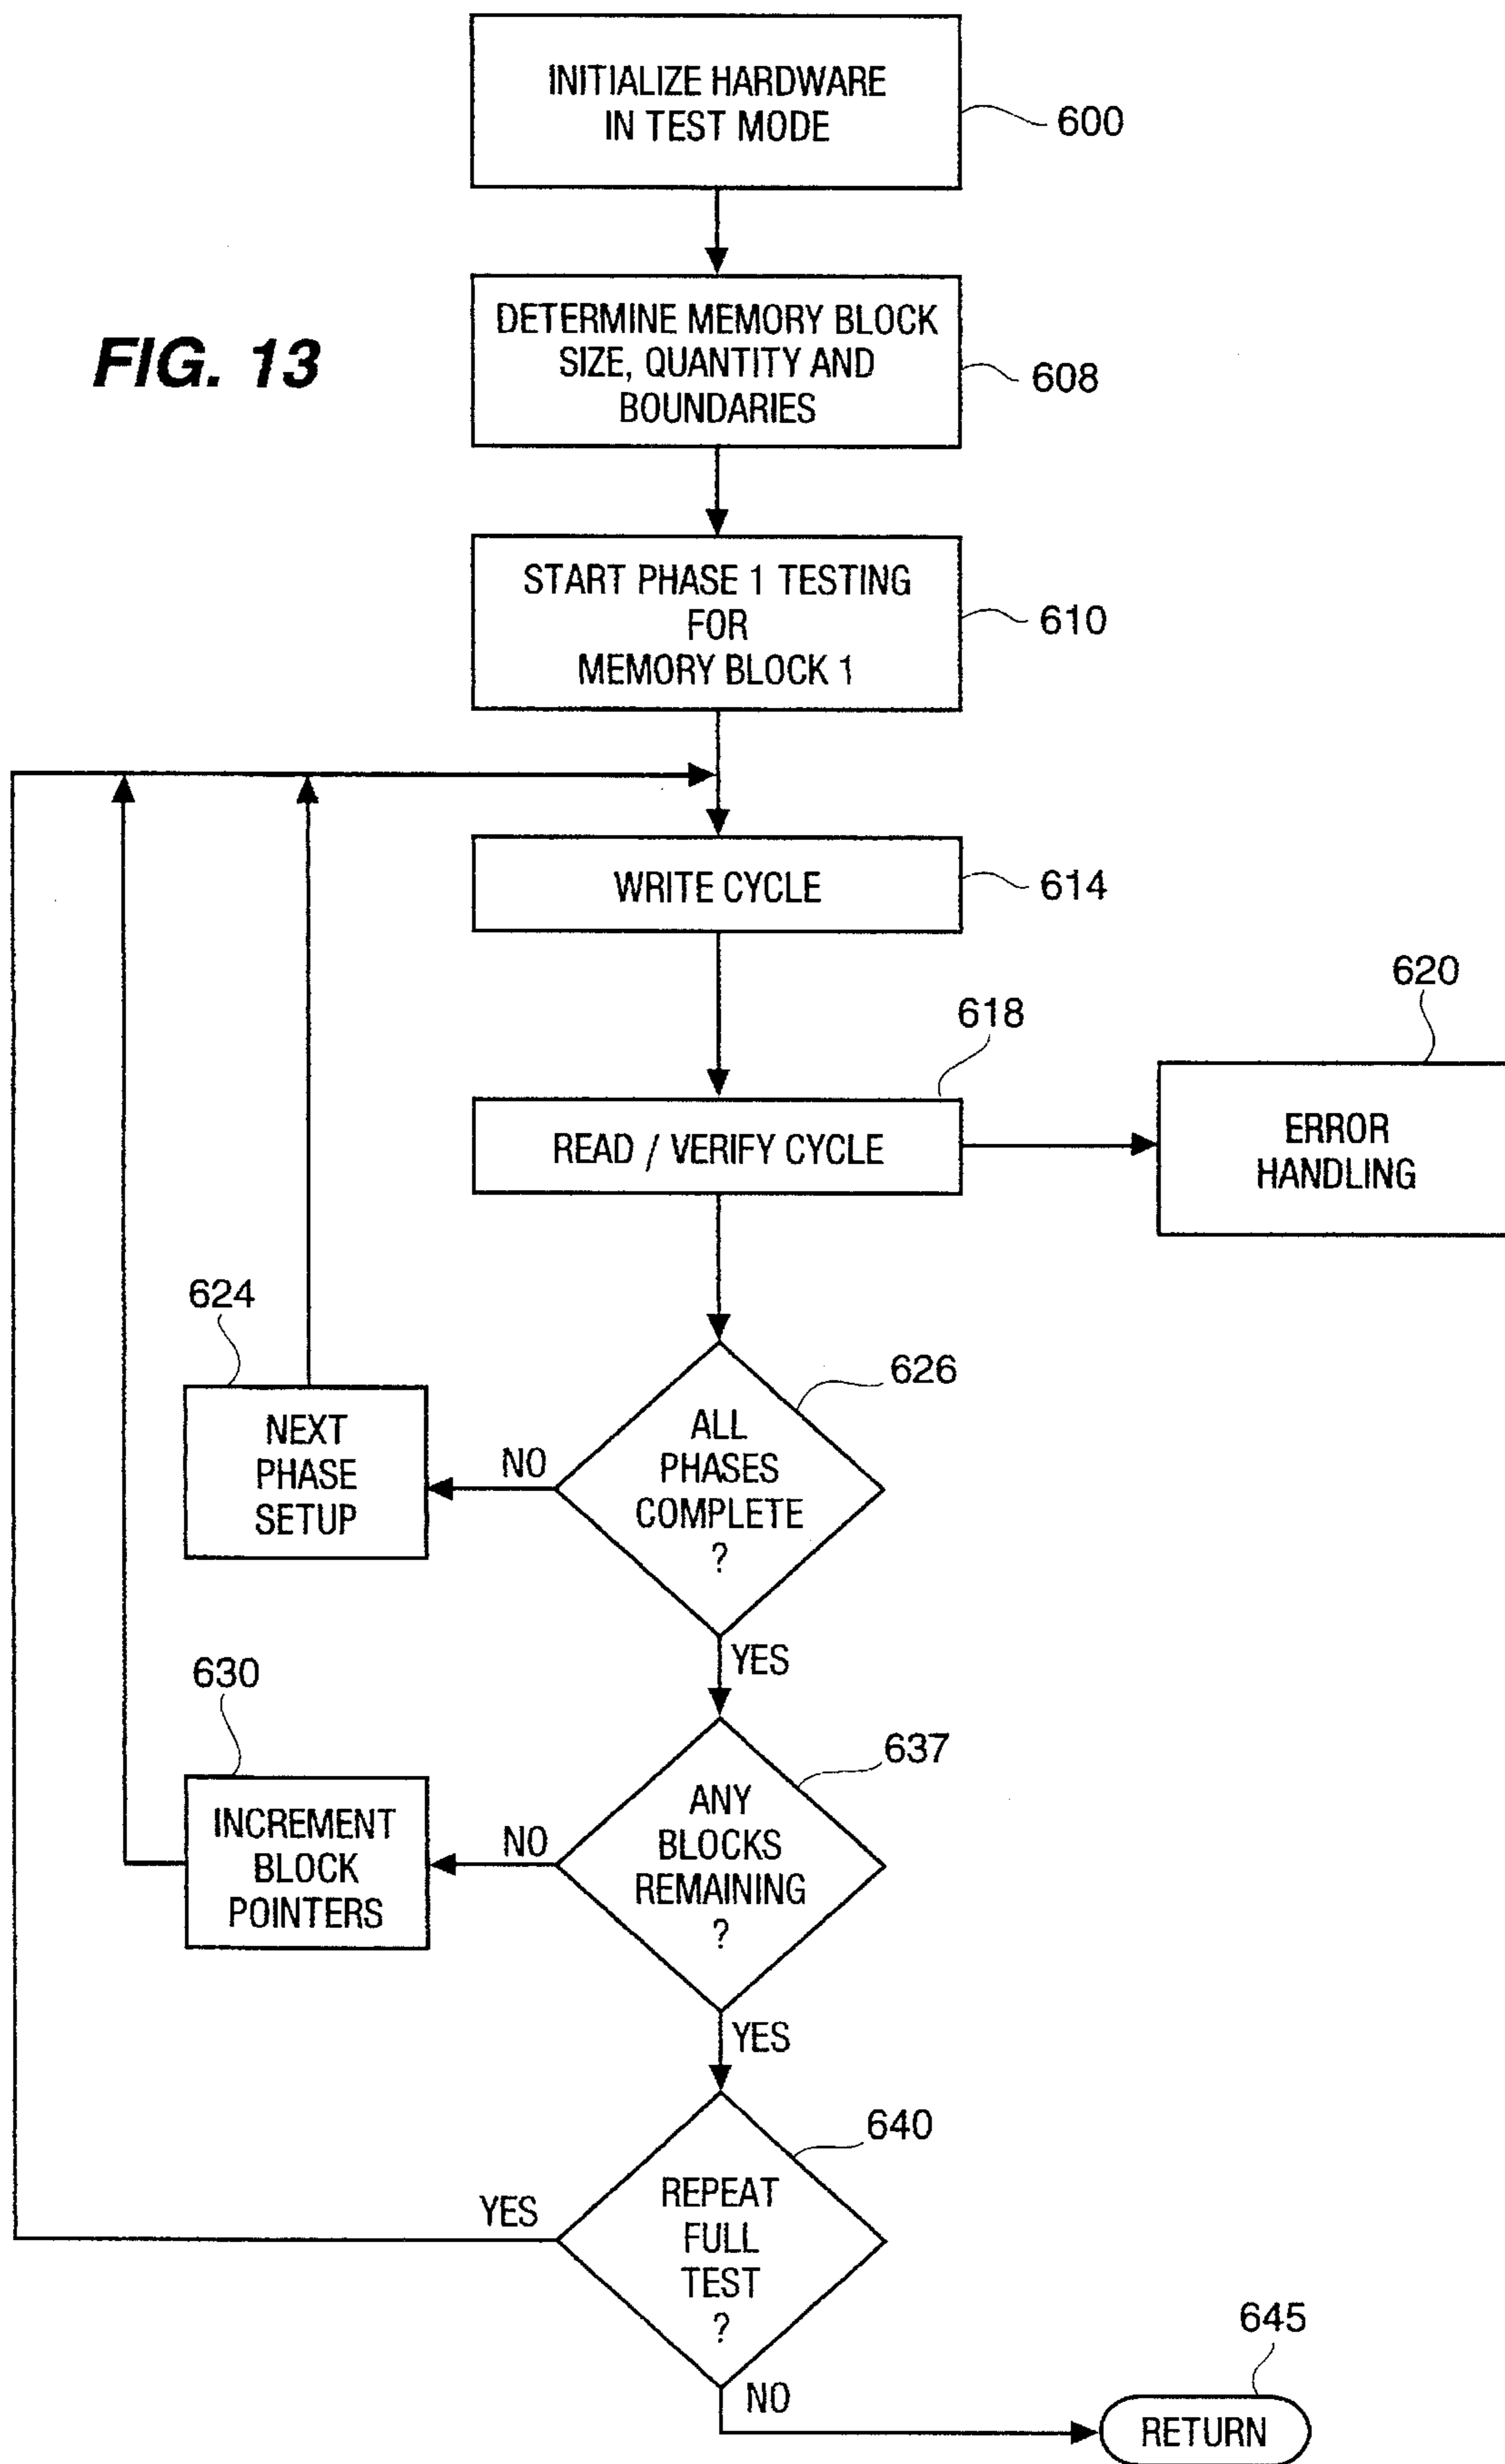 INITIALIZE HARDWARE
IN TEST MODE
600
FIG. 13
DETERMINE MEMORY BLOCK
SIZE, QUANTITY AND
BOUNDARIES
608
START PHASE 1 TESTING
FOR
MEMORY BLOCK 1
610
WRITE CYCLE
614
618
READ / VERIFY CYCLE
620
ERROR
HANDLING
624
NEXT
PHASE
SETUP
NO
626
ALL
PHASES
COMPLETE
?
YES
630
INCREMENT
BLOCK
POINTERS
NO
637
ANY
BLOCKS
REMAINING
?
YES
640
YES
REPEAT
FULL
TEST
?
NO
645
RETURN